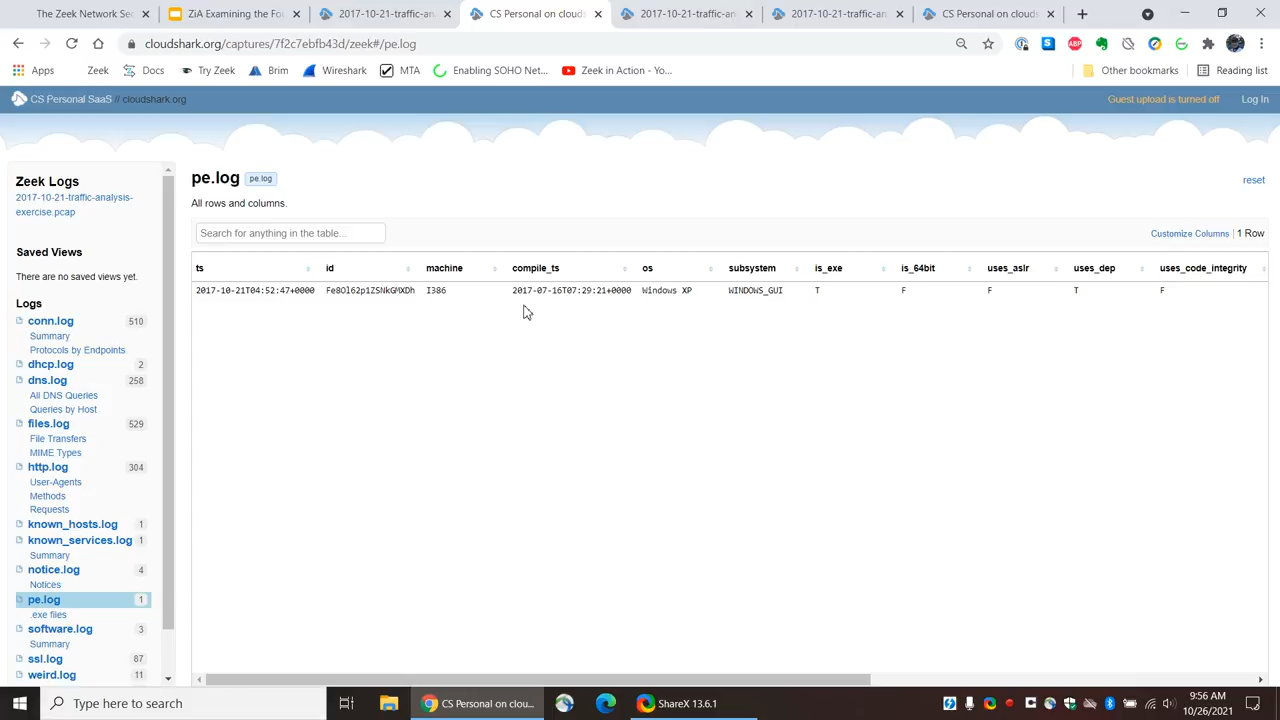 The Zeek Network Sec
ZiA Examining the Fou
2017-10-21-traffic-analysis
CS Personal on clouds
2017-10-21-traffic-an
2017-10-21-traffic-analysis
CS Personal on clouds
cloudshark.org/captures/7f2c7ebfb43d/zeek#/pe.log
Apps
Zeek
Docs
Try Zeek
Brim
Wireshark
MTA
Enabling SOHO Net...
Zeek in Action - Yo...
Other bookmarks
Reading list
CS Personal SaaS // cloudshark.org
Guest upload is turned off
Log In
Zeek Logs
2017-10-21-traffic-analysis-
exercise.pcap
Saved Views
There are no saved views yet.
Logs
conn.log 510
Summary
Protocols by Endpoints
dhcp.log 2
dns.log 258
All DNS Queries
Queries by Host
files.log 529
File Transfers
MIME Types
http.log 304
User-Agents
Methods
Requests
known_hosts.log 1
known_services.log 1
Summary
notice.log 4
Notices
pe.log 1
.exe files
software.log 3
Summary
ssl.log 87
weird.log 11
pe.log pe.log
reset
All rows and columns.
Search for anything in the table...
Customize Columns | 1 Row
ts id machine compile_ts os subsystem is_exe is_64bit uses_aslr uses_dep uses_code_integrity
2017-10-21T04:52:47+0000 Fe8Ol62p1ZSNkGMXDh I386 2017-07-16T07:29:21+0000 Windows XP WINDOWS_GUI T F F T F
Type here to search
CS Personal on clou...
ShareX 13.6.1
9:56 AM
10/26/2021